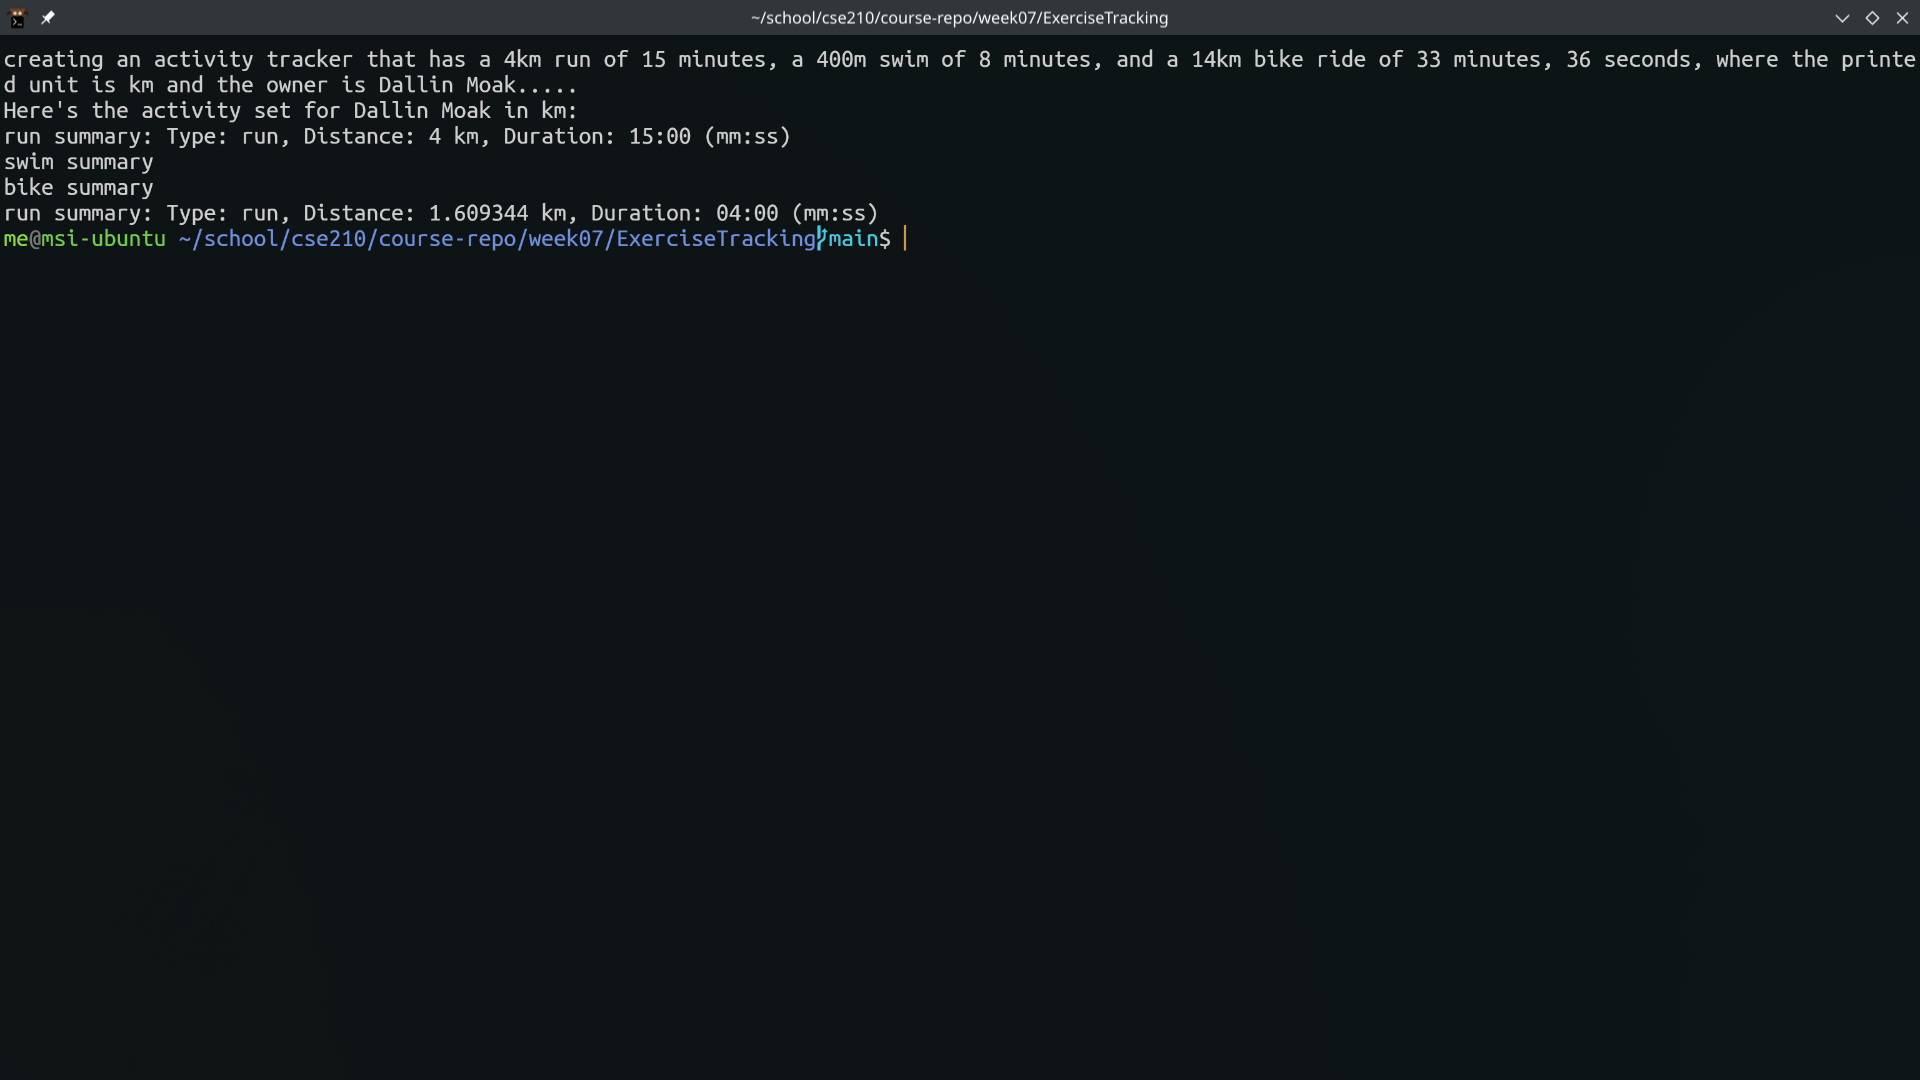 ~/school/cse210/course-repo/week07/ExerciseTracking
creating an activity tracker that has a 4km run of 15 minutes, a 400m swim of 8 minutes, and a 14km bike ride of 33 minutes, 36 seconds, where the printe
d unit is km and the owner is Dallin Moak.....
Here's the activity set for Dallin Moak in km:
run summary: Type: run, Distance: 4 km, Duration: 15:00 (mm:ss)
swim summary
bike summary
run summary: Type: run, Distance: 1.609344 km, Duration: 04:00 (mm:ss)
me@msi-ubuntu ~/school/cse210/course-repo/week07/ExerciseTracking main$